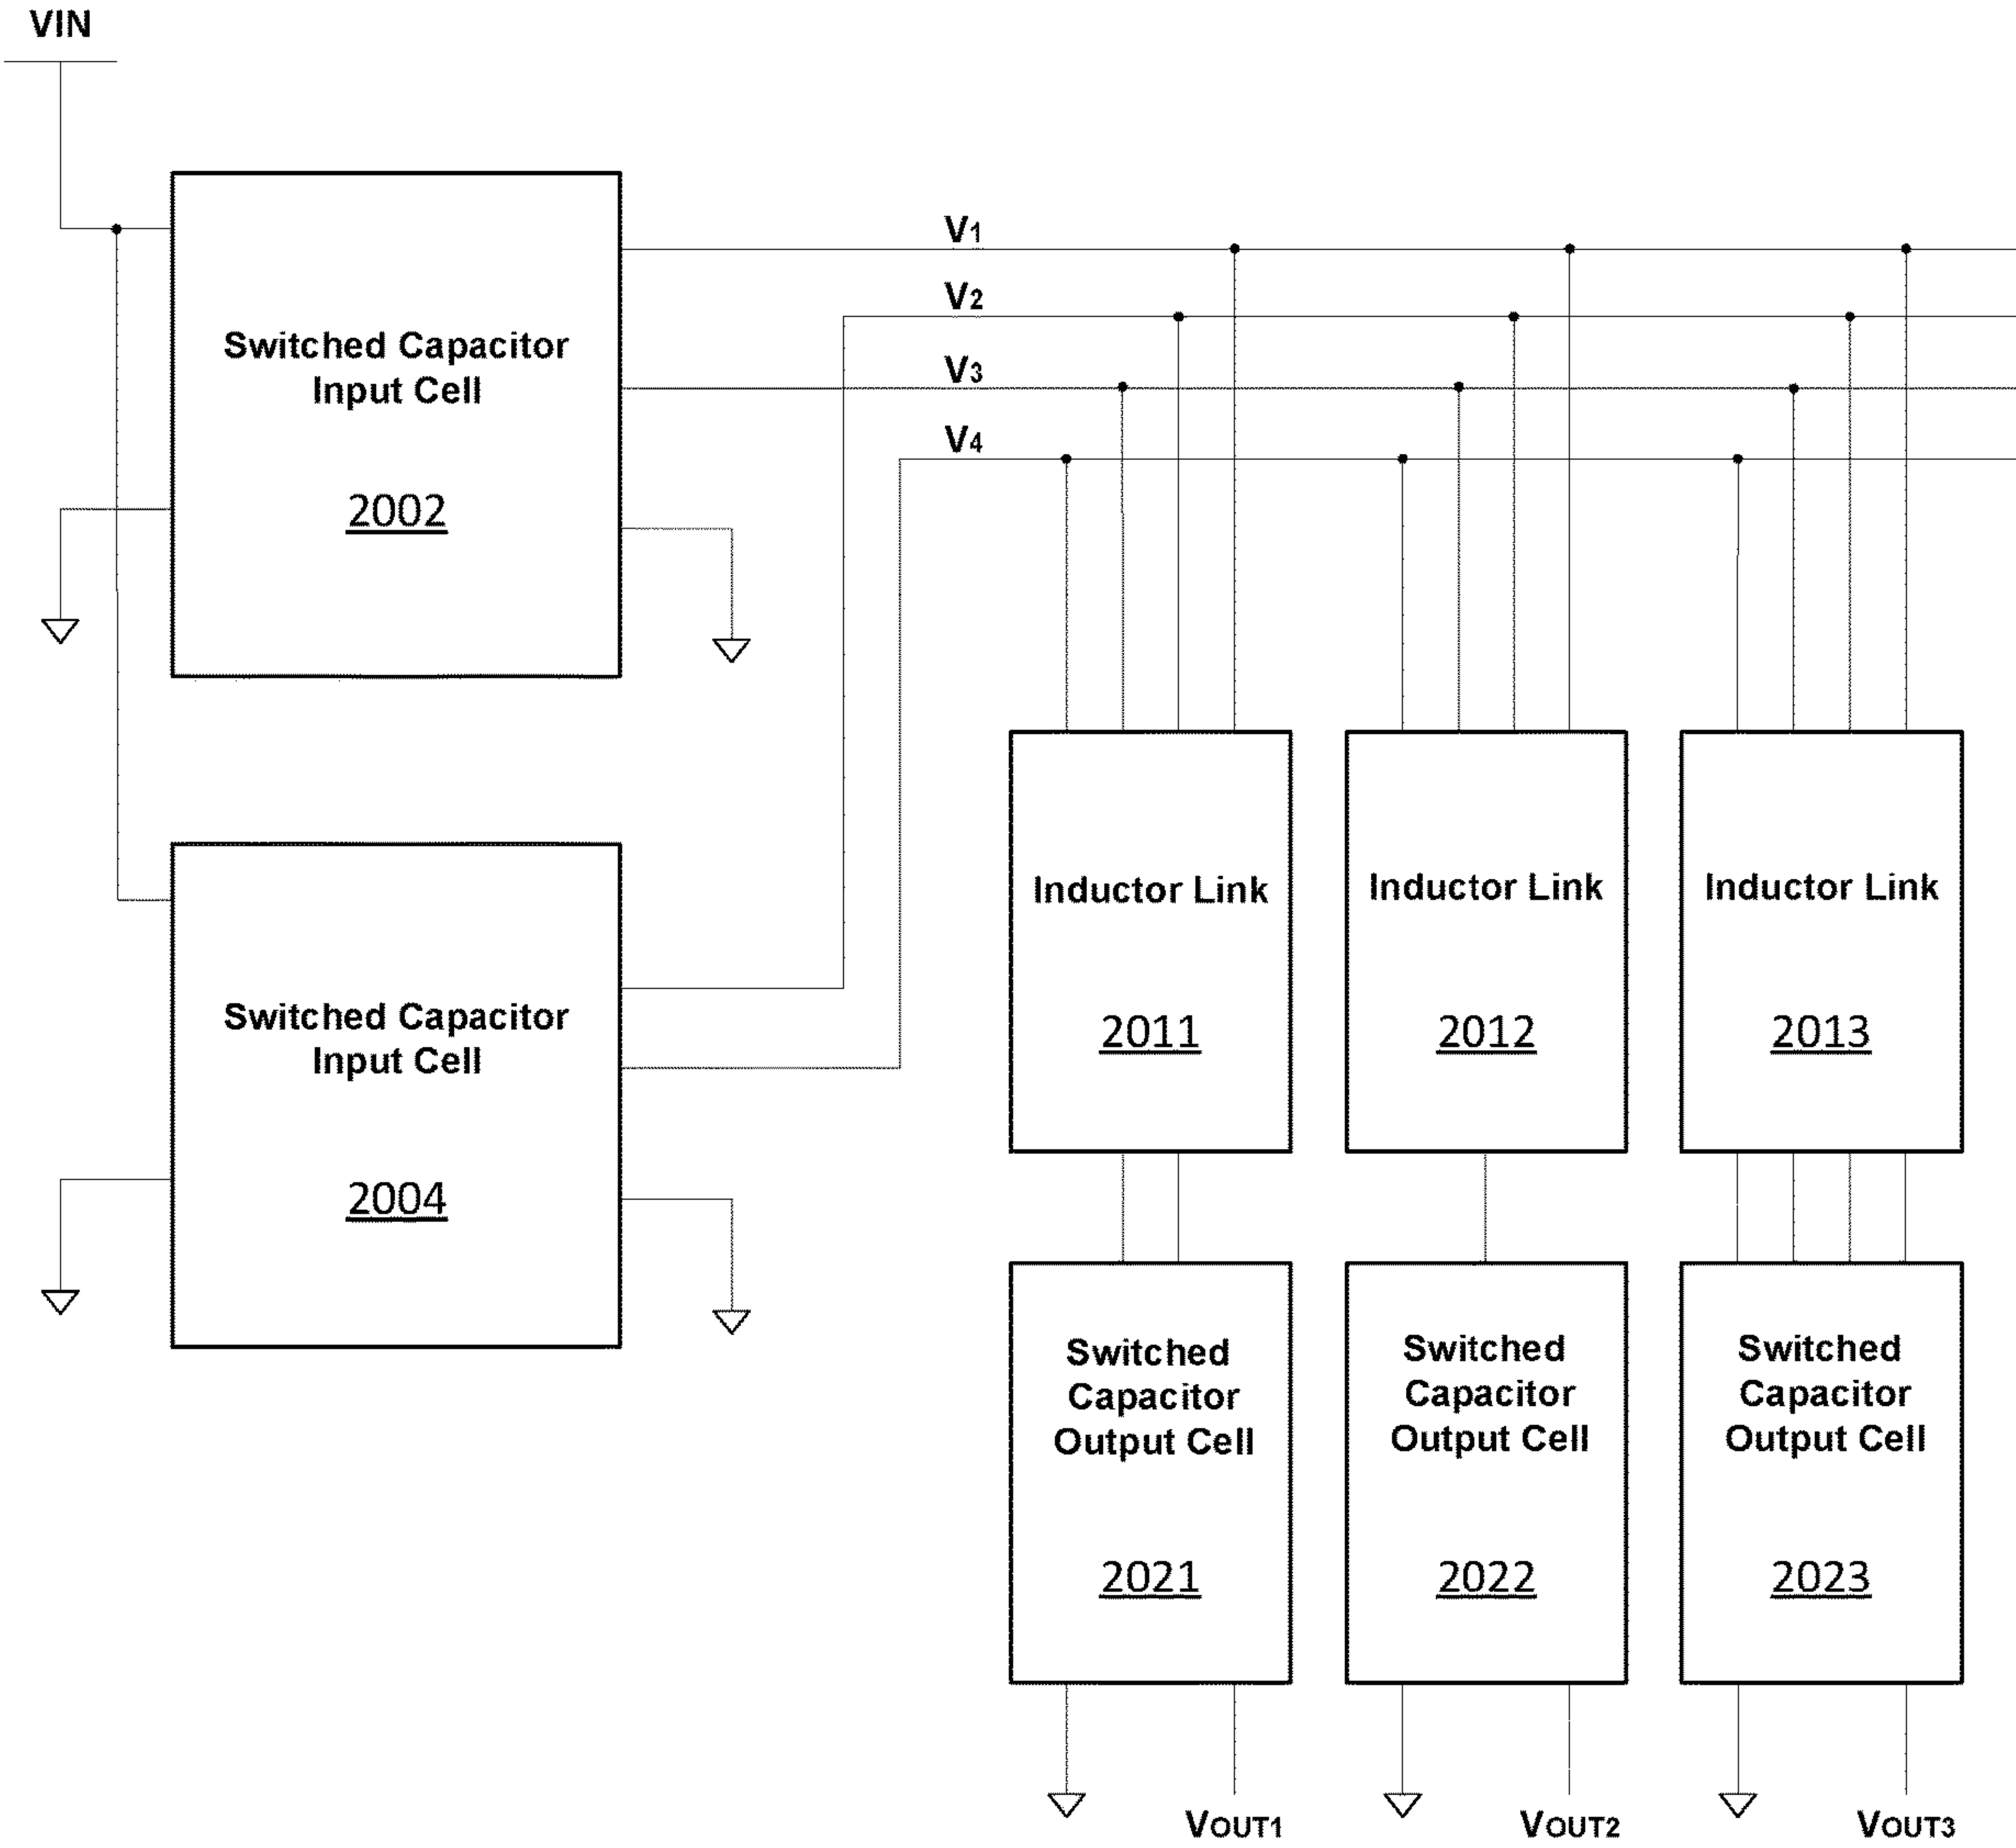 VIN
Switched Capacitor
Input Cell
2002
V1
V2
V3
V4
Switched Capacitor
Input Cell
2004
Inductor Link
2011
Inductor Link
2012
Inductor Link
2013
Switched
Capacitor
Output Cell
2021
Switched
Capacitor
Output Cell
2022
Switched
Capacitor
Output Cell
2023
VOUT1
VOUT2
VOUT3